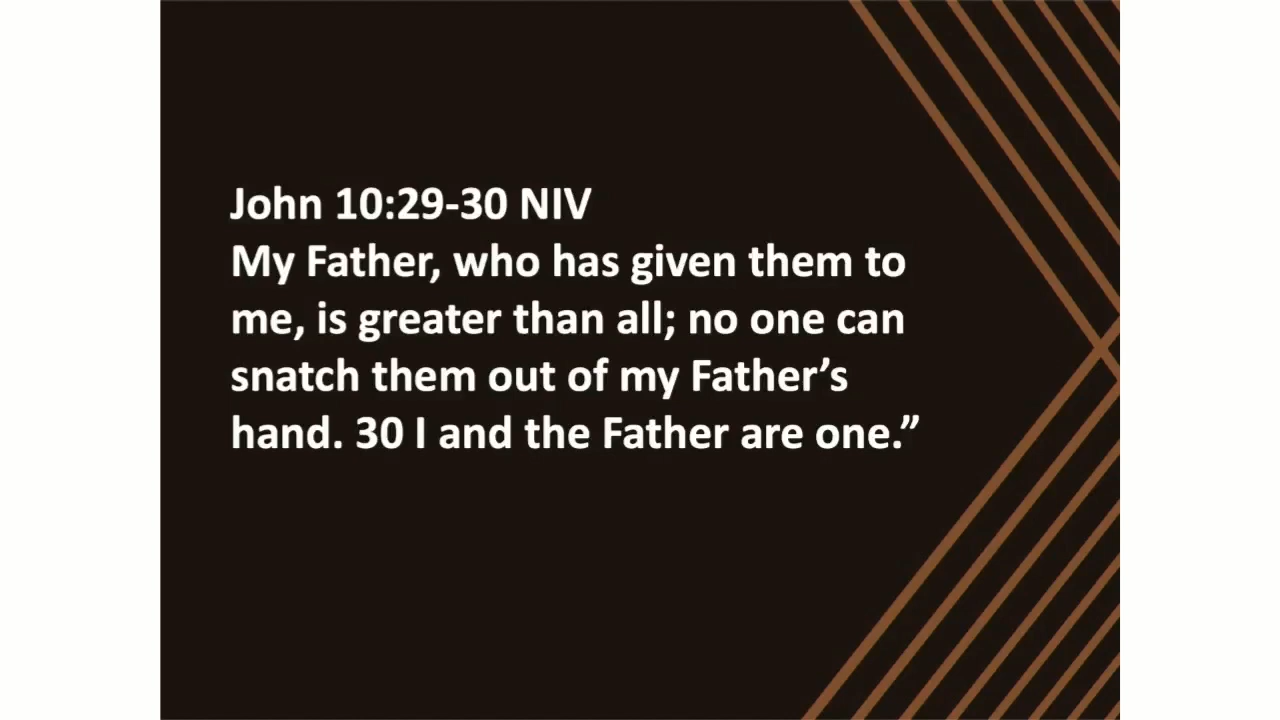 John 10:29-30 NIV
My Father, who has given them to
me, is greater than all; no one can
snatch them out of my Father’s
hand. 30 I and the Father are one.”